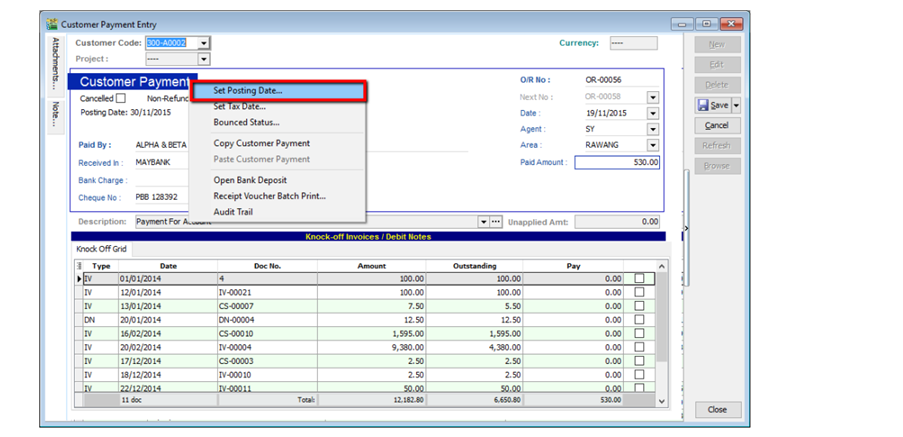 Customer Payment Entry
Attachments...
Note...
Customer Code: 300-A0002
Currency: ----
Project : ----
Customer Payment
Cancelled Non-Refund
Posting Date: 30/11/2015
Paid By : ALPHA & BETA
Received In : MAYBANK
Bank Charge :
Cheque No : PBB 128392
Set Posting Date...
Set Tax Date...
Bounced Status...
Copy Customer Payment
Paste Customer Payment
Open Bank Deposit
Receipt Voucher Batch Print...
Audit Trail
O/R No : OR-00056
Next No : OR-00058
Date : 19/11/2015
Agent : SY
Area : RAWANG
Paid Amount : 530.00
Description: Payment For Account
Unapplied Amt: 0.00
Knock-off Invoices / Debit Notes
Knock Off Grid
Type Date Doc No. Amount Outstanding Pay
IV 01/01/2014 4 100.00 100.00 0.00
IV 12/01/2014 IV-00021 100.00 100.00 0.00
IV 13/01/2014 CS-00007 7.50 5.50 0.00
DN 20/01/2014 DN-00004 12.50 12.50 0.00
IV 16/02/2014 CS-00010 1,595.00 1,595.00 0.00
IV 20/02/2014 IV-00004 9,380.00 4,380.00 0.00
IV 17/12/2014 CS-00003 2.50 2.50 0.00
IV 18/12/2014 IV-00010 2.50 2.50 0.00
IV 22/12/2014 IV-00011 50.00 50.00 0.00
11 doc Total: 12,182.80 6,650.80 530.00
New
Edit
Delete
Save
Cancel
Refresh
Browse
Close